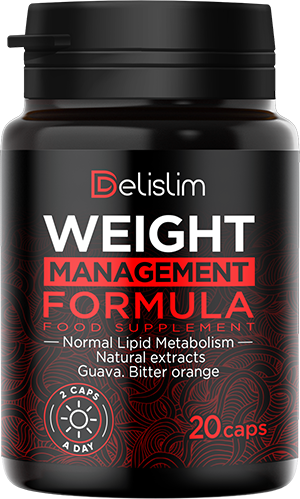 Delislim
WEIGHT
MANAGEMENT
FORMULA
FOOD SUPPLEMENT
Normal Lipid Metabolism
Natural extracts
Guava. Bitter orange
2 CAPS
A DAY
20 caps